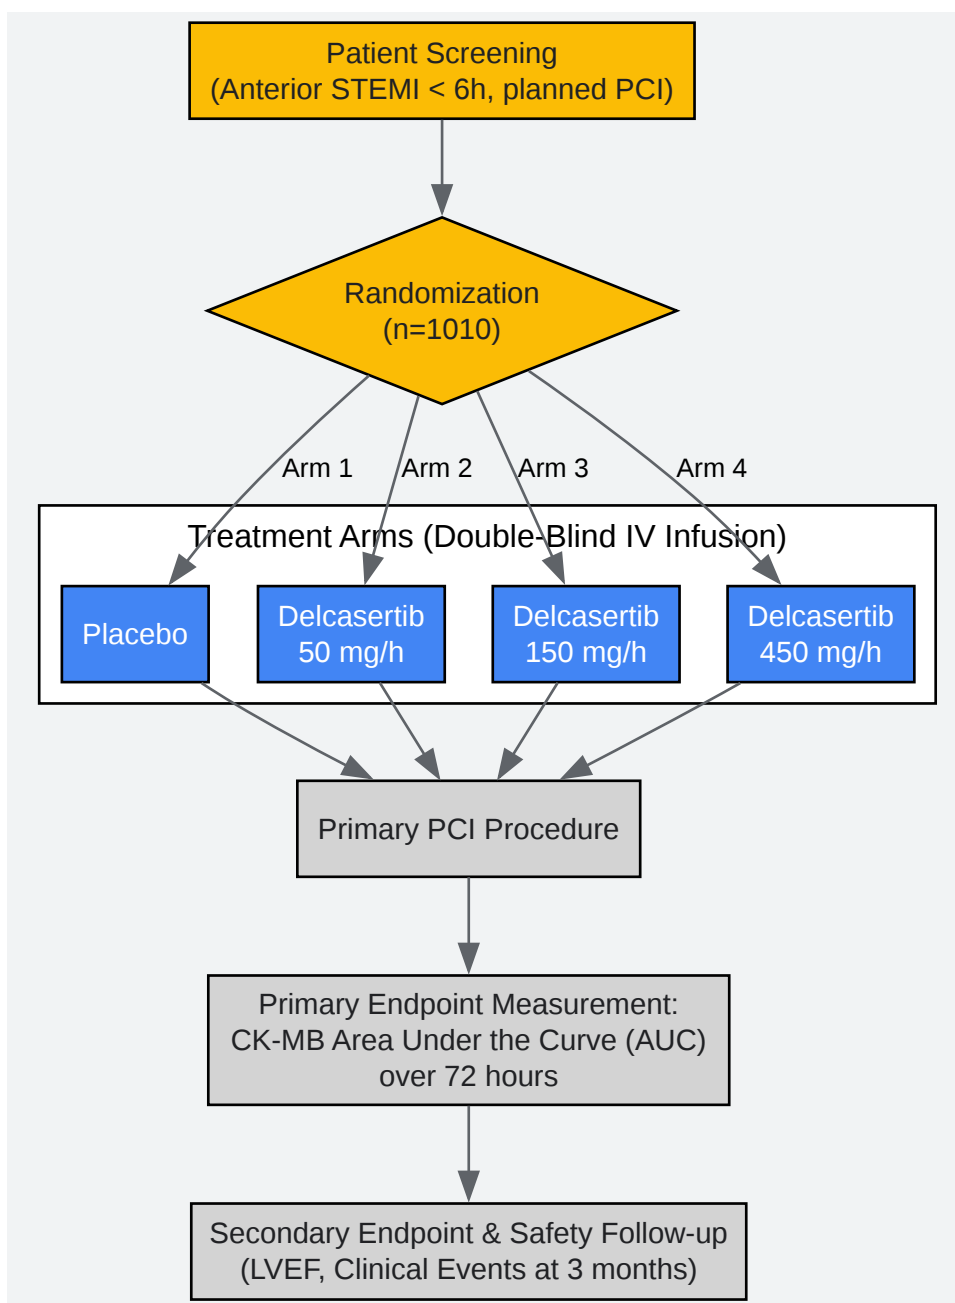 Patient Screening
(Anterior STEMI < 6h, planned PCI)
Randomization
(n=1010)
Arm 1
Arm 2
Arm 3
Arm 4
Treatment Arms (Double-Blind IV Infusion)
Placebo
Delcasertib
50 mg/h
Delcasertib
150 mg/h
Delcasertib
450 mg/h
Primary PCI Procedure
Primary Endpoint Measurement:
CK-MB Area Under the Curve (AUC)
over 72 hours
Secondary Endpoint & Safety Follow-up
(LVEF, Clinical Events at 3 months)